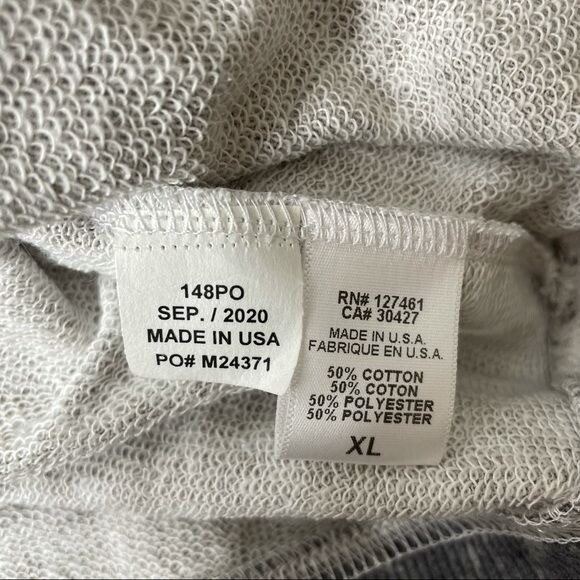 148PO
SEP. / 2020
MADE IN USA
PO# M24371
RN# 127461
CA# 30427
MADE IN U.S.A.
FABRIQUE EN U.S.A.
50% COTTON
50% COTON
50% POLYESTER
50% POLYESTER
XL